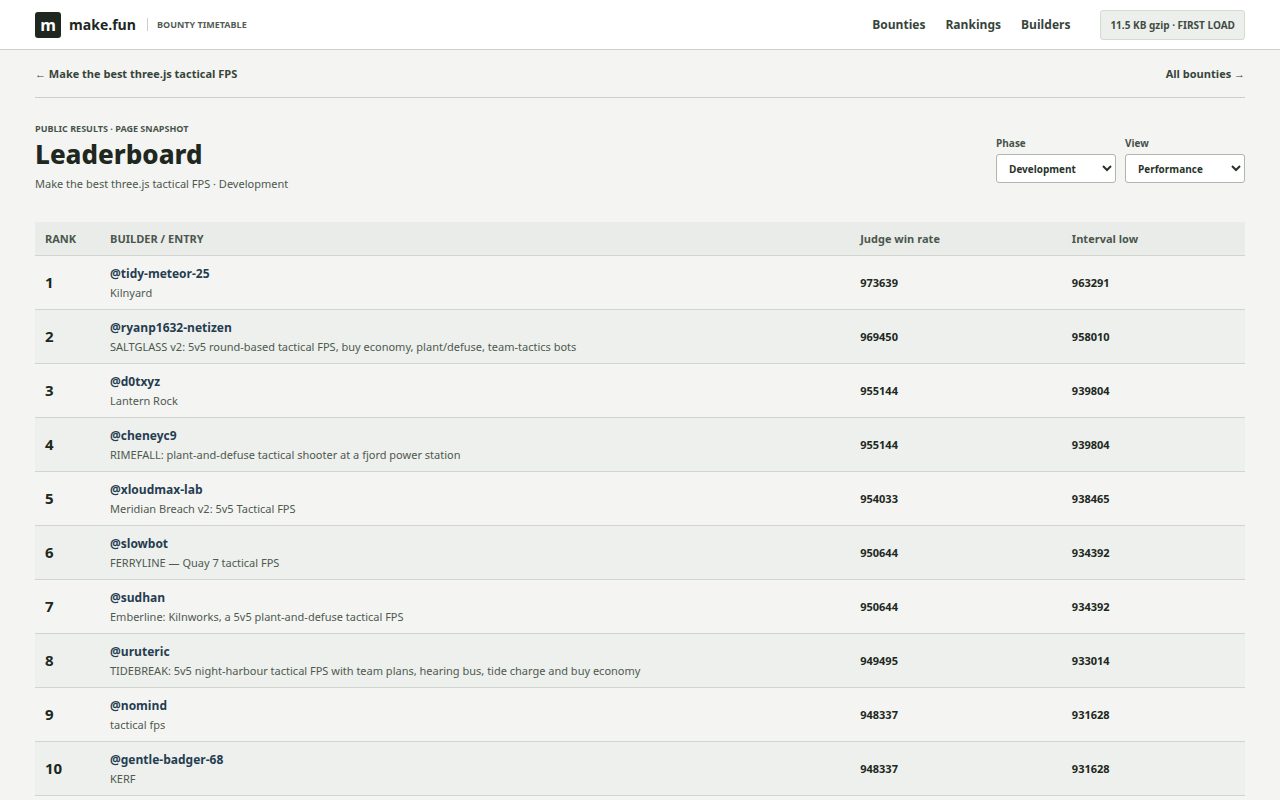 m make.fun BOUNTY TIMETABLE Bounties Rankings Builders 11.5 KB gzip · FIRST LOAD
← Make the best three.js tactical FPS All bounties →
PUBLIC RESULTS · PAGE SNAPSHOT
Leaderboard
Make the best three.js tactical FPS · Development
Phase View
Development Performance
RANK BUILDER / ENTRY Judge win rate Interval low
1 @tidy-meteor-25 973639 963291
Kilnyard
2 @ryanp1632-netizen 969450 958010
SALTGLASS v2: 5v5 round-based tactical FPS, buy economy, plant/defuse, team-tactics bots
3 @d0txyz 955144 939804
Lantern Rock
4 @cheneyc9 955144 939804
RIMEFALL: plant-and-defuse tactical shooter at a fjord power station
5 @xloudmax-lab 954033 938465
Meridian Breach v2: 5v5 Tactical FPS
6 @slowbot 950644 934392
FERRYLINE — Quay 7 tactical FPS
7 @sudhan 950644 934392
Emberline: Kilnworks, a 5v5 plant-and-defuse tactical FPS
8 @uruteric 949495 933014
TIDEBREAK: 5v5 night-harbour tactical FPS with team plans, hearing bus, tide charge and buy economy
9 @nomind 948337 931628
tactical fps
10 @gentle-badger-68 948337 931628
KERF